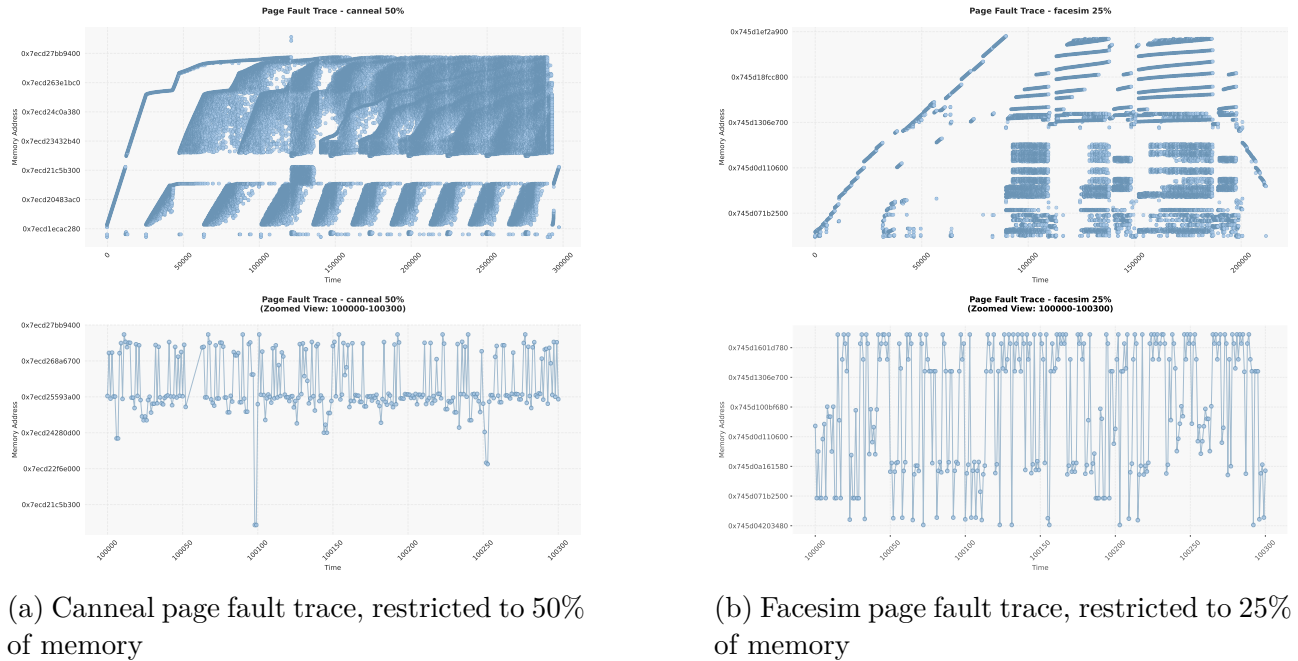 Page Fault Trace - canneal 50%
Memory Address
0x7ecd27bb9400
0x7ecd263e1bc0
0x7ecd24c0a380
0x7ecd23432b40
0x7ecd21c5b300
0x7ecd20483ac0
0x7ecd1ecac280
0 50000 100000 150000 200000 250000 300000
Time
Page Fault Trace - canneal 50%
(Zoomed View: 100000-100300)
Memory Address
0x7ecd27bb9400
0x7ecd268a6700
0x7ecd25593a00
0x7ecd24280d00
0x7ecd22f6e000
0x7ecd21c5b300
100000 100050 100100 100150 100200 100250 100300
Time
(a) Canneal page fault trace, restricted to 50%
of memory
Page Fault Trace - facesim 25%
Memory Address
0x745d1ef2a900
0x745d18fcc800
0x745d1306e700
0x745d0d110600
0x745d071b2500
0 50000 100000 150000 200000
Time
Page Fault Trace - facesim 25%
(Zoomed View: 100000-100300)
Memory Address
0x745d1601d780
0x745d1306e700
0x745d100bf680
0x745d0d110600
0x745d0a161580
0x745d071b2500
0x745d04203480
100000 100050 100100 100150 100200 100250 100300
Time
(b) Facesim page fault trace, restricted to 25%
of memory